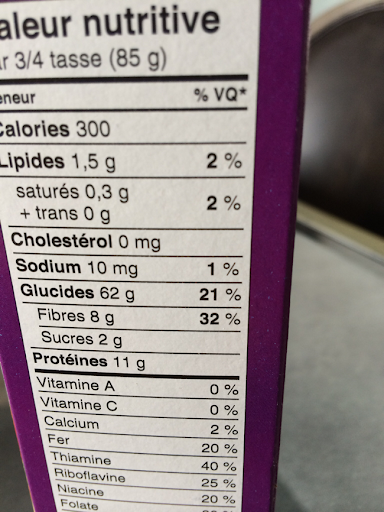 aleur nutritive
r 3/4 tasse (85 g)
eneur % VQ*
Calories 300
Lipides 1,5 g 2 %
saturés 0,3 g
+ trans 0 g 2 %
Cholestérol 0 mg
Sodium 10 mg 1 %
Glucides 62 g 21 %
Fibres 8 g 32 %
Sucres 2 g
Protéines 11 g
Vitamine A 0 %
Vitamine C 0 %
Calcium 2 %
Fer 20 %
Thiamine 40 %
Riboflavine 25 %
Niacine 20 %
Folate